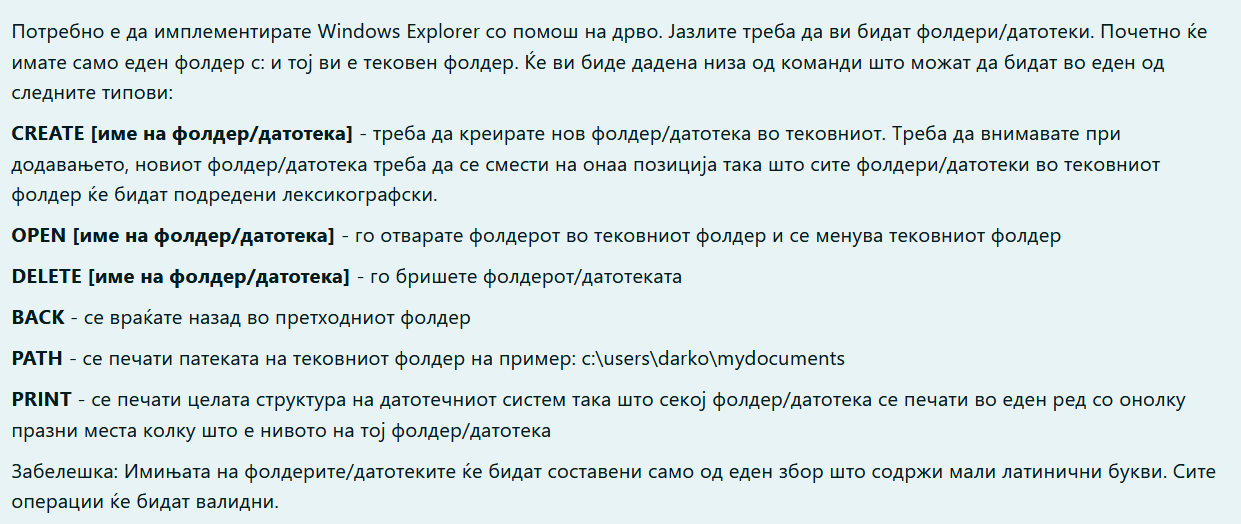 Потребно е да имплементирате Windows Explorer со помош на дрво. Јазлите треба да ви бидат фолдери/датотеки. Почетно ќе
имате само еден фолдер c: и тој ви е тековен фолдер. Ќе ви биде дадена низа од команди што можат да бидат во еден од
следните типови:
CREATE [име на фолдер/датотека] - треба да креирате нов фолдер/датотека во тековниот. Треба да внимавате при
додавањето, новиот фолдер/датотека треба да се смести на онаа позиција така што сите фолдери/датотеки во тековниот
фолдер ќе бидат подредени лексикографски.
OPEN [име на фолдер/датотека] - го отварате фолдерот во тековниот фолдер и се менува тековниот фолдер
DELETE [име на фолдер/датотека] - го бришете фолдерот/датотеката
BACK - се враќате назад во претходниот фолдер
PATH - се печати патеката на тековниот фолдер на пример: c:\users\darko\mydocuments
PRINT - се печати целата структура на датотечниот систем така што секој фолдер/датотека се печати во еден ред со онолку
празни места колку што е нивото на тој фолдер/датотека
Забелешка: Имињата на фолдерите/датотеките ќе бидат составени само од еден збор што содржи мали латинични букви. Сите
операции ќе бидат валидни.